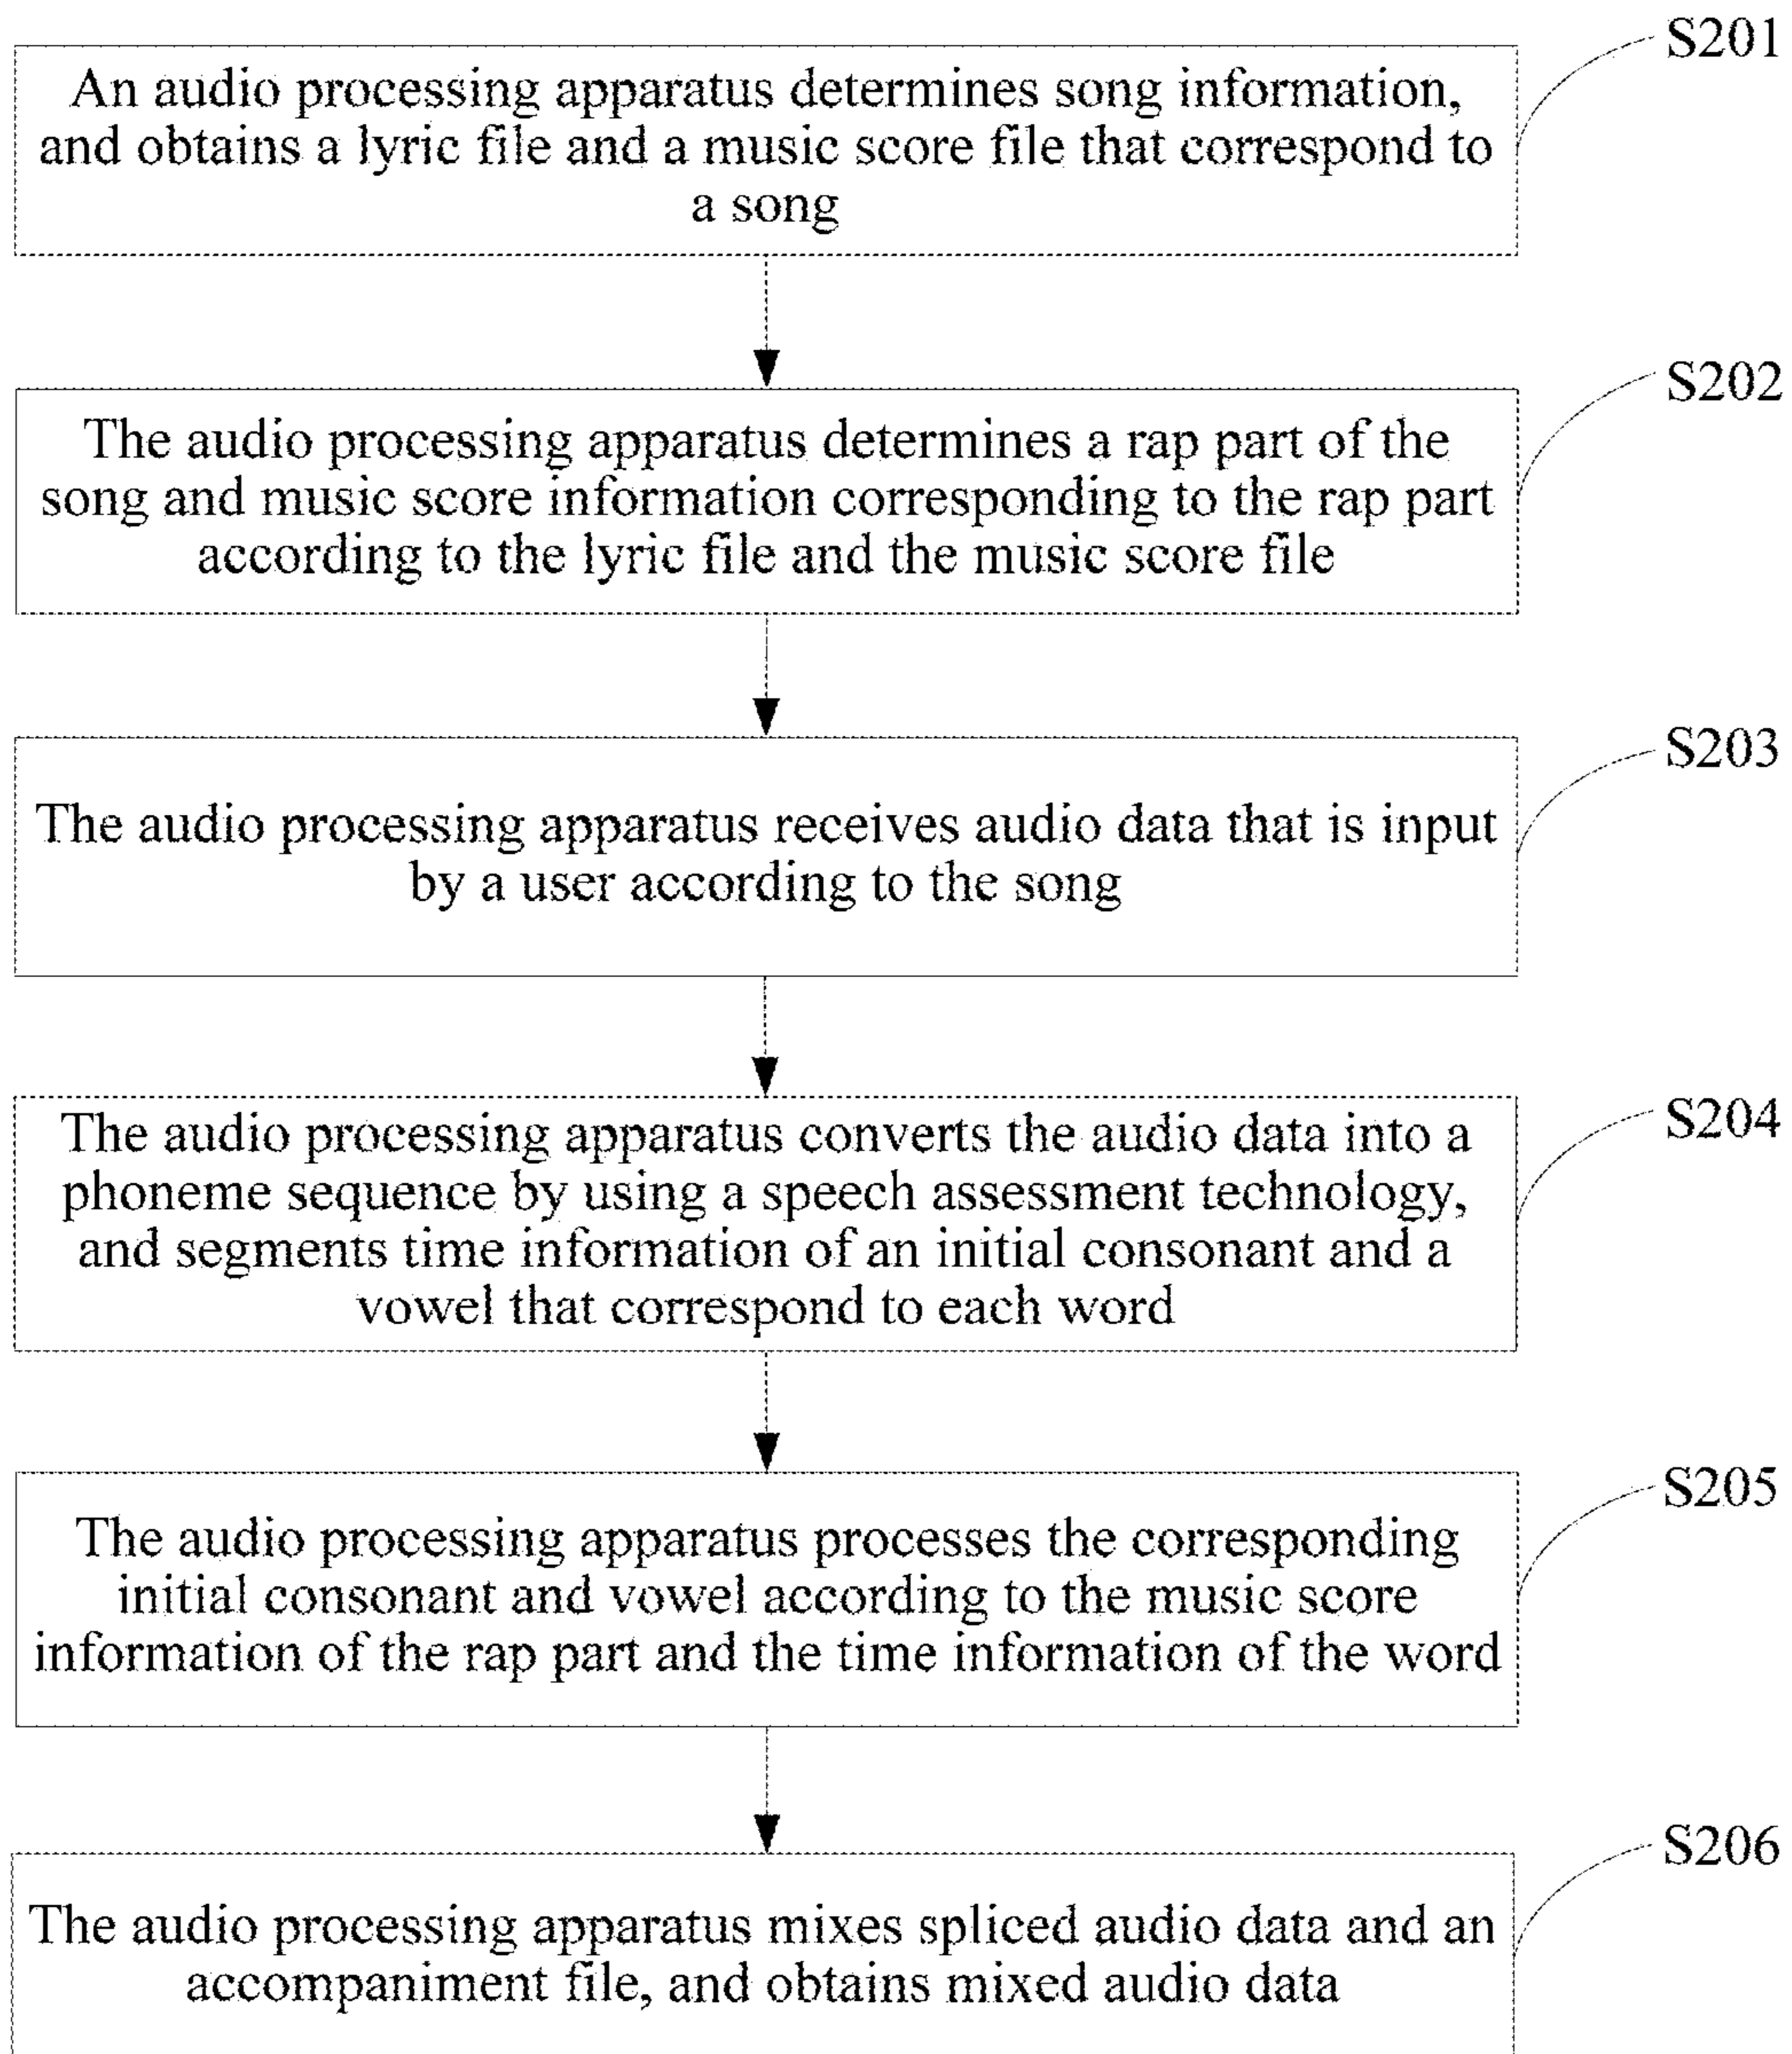 S201
An audio processing apparatus determines song information,
and obtains a lyric file and a music score file that correspond to
a song
S202
The audio processing apparatus determines a rap part of the
song and music score information corresponding to the rap part
according to the lyric file and the music score file
S203
The audio processing apparatus receives audio data that is input
by a user according to the song
S204
The audio processing apparatus converts the audio data into a
phoneme sequence by using a speech assessment technology,
and segments time information of an initial consonant and a
vowel that correspond to each word
S205
The audio processing apparatus processes the corresponding
initial consonant and vowel according to the music score
information of the rap part and the time information of the word
S206
The audio processing apparatus mixes spliced audio data and an
accompaniment file, and obtains mixed audio data